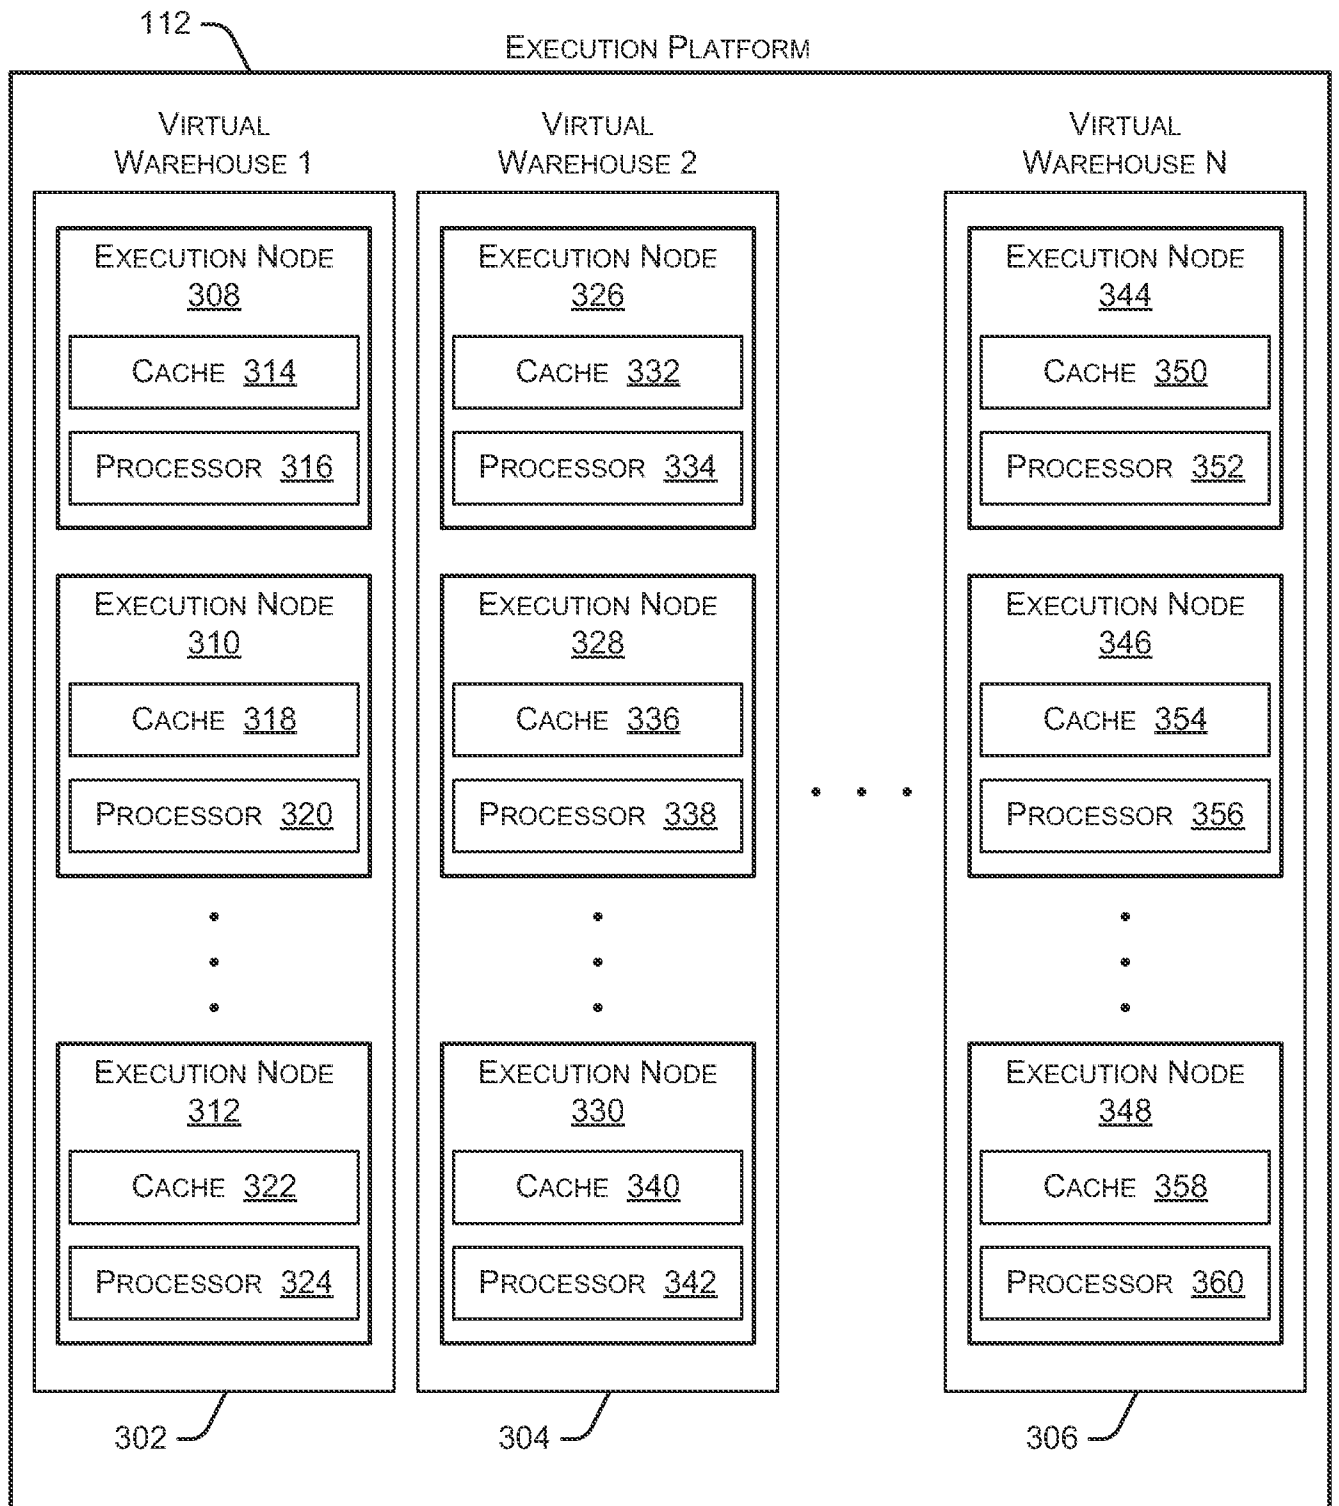 112
EXECUTION PLATFORM
VIRTUAL
WAREHOUSE 1
EXECUTION NODE
308
CACHE 314
PROCESSOR 316
EXECUTION NODE
310
CACHE 318
PROCESSOR 320
EXECUTION NODE
312
CACHE 322
PROCESSOR 324
302
VIRTUAL
WAREHOUSE 2
EXECUTION NODE
326
CACHE 332
PROCESSOR 334
EXECUTION NODE
328
CACHE 336
PROCESSOR 338
EXECUTION NODE
330
CACHE 340
PROCESSOR 342
304
VIRTUAL
WAREHOUSE N
EXECUTION NODE
344
CACHE 350
PROCESSOR 352
EXECUTION NODE
346
CACHE 354
PROCESSOR 356
EXECUTION NODE
348
CACHE 358
PROCESSOR 360
306